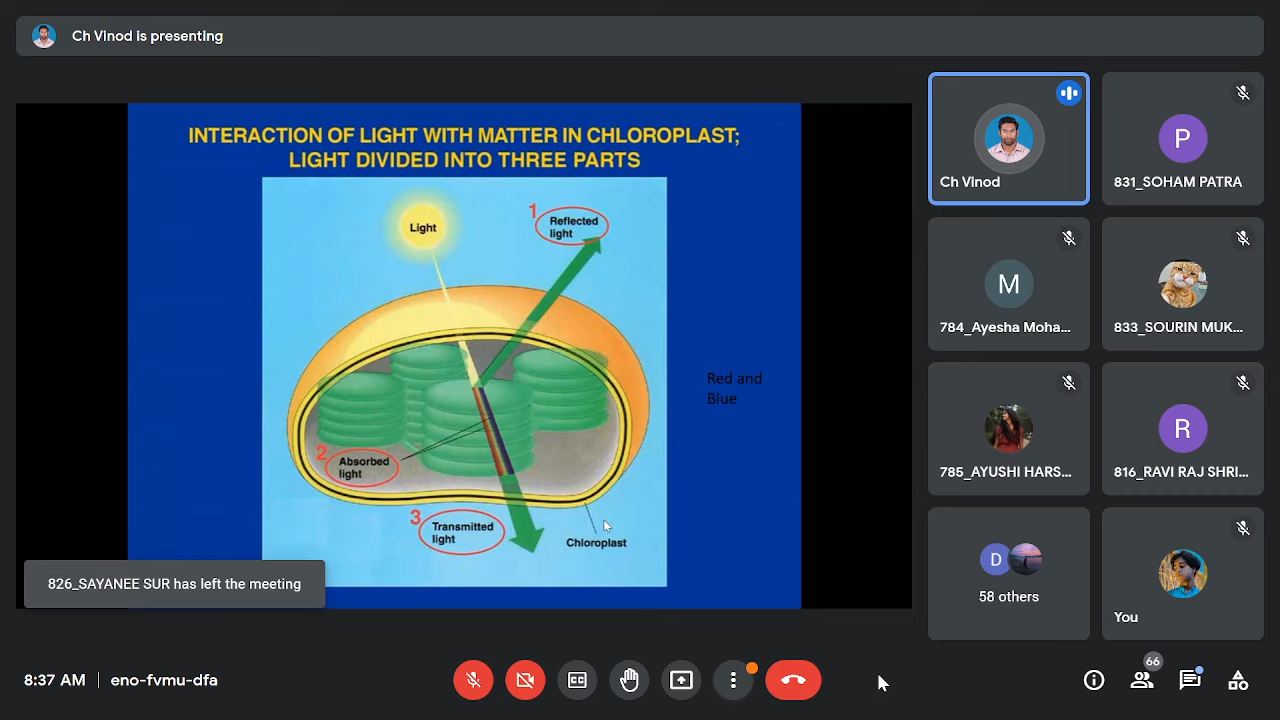 Ch Vinod is presenting
INTERACTION OF LIGHT WITH MATTER IN CHLOROPLAST;
LIGHT DIVIDED INTO THREE PARTS
Light
1
Reflected
light
Red and
Blue
2
Absorbed
light
3
Transmitted
light
Chloroplast
826_SAYANEE SUR has left the meeting
Ch Vinod
P
831_SOHAM PATRA
M
784_Ayesha Moha...
833_SOURIN MUK...
785_AYUSHI HARS...
R
816_RAVI RAJ SHRI...
D
58 others
You
8:37 AM
eno-fvmu-dfa
CC
66